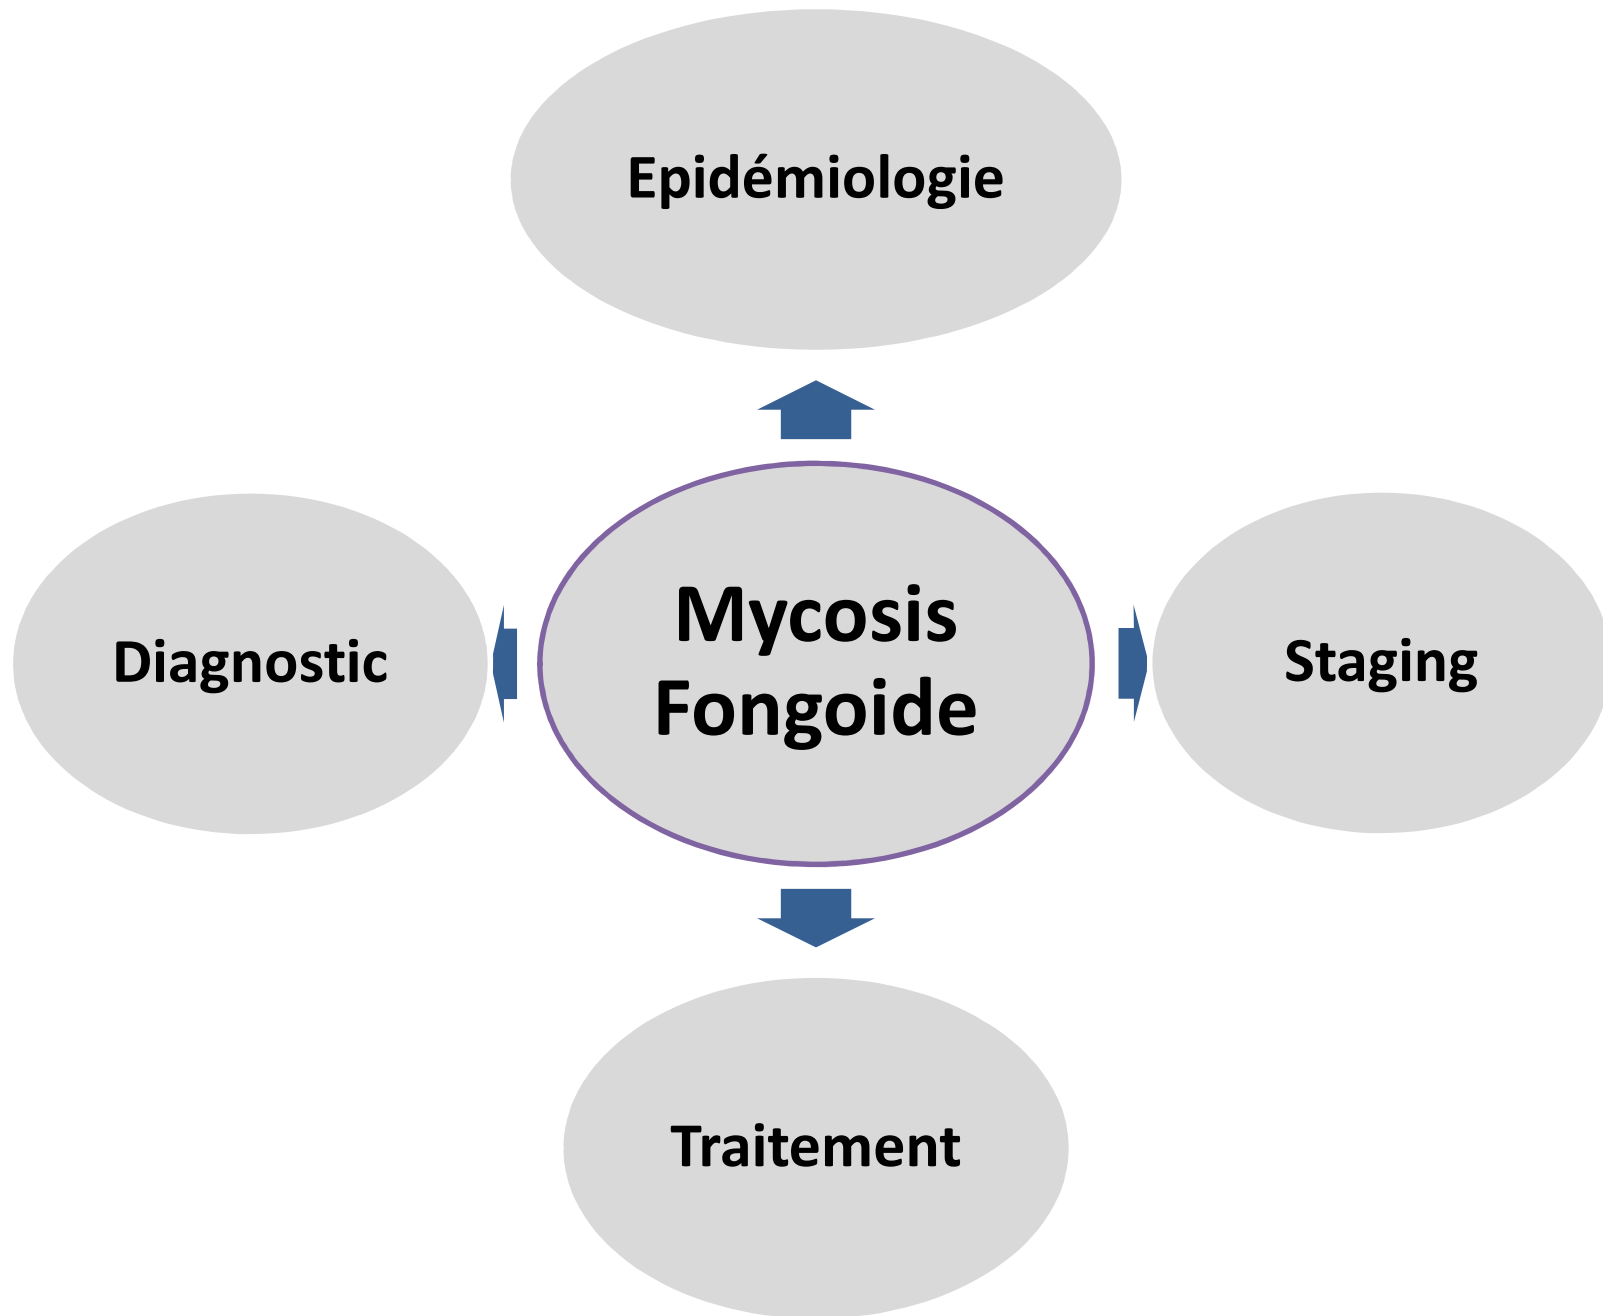 Epidémiologie
Diagnostic
Mycosis
Fongoide
Staging
Traitement